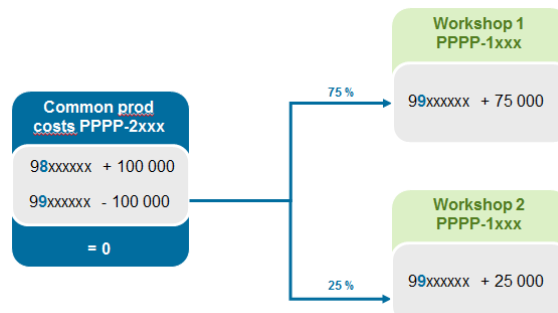 Common prod
costs PPPP-2xxx
98xxxxxx + 100 000
99xxxxxx - 100 000
= 0
75 %
25 %
Workshop 1
PPPP-1xxx
99xxxxxx + 75 000
Workshop 2
PPPP-1xxx
99xxxxxx + 25 000